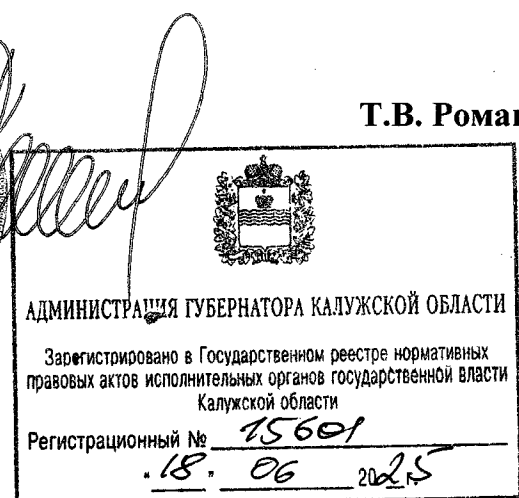 Т.В. Рома
АДМИНИСТРАЦИЯ ГУБЕРНАТОРА КАЛУЖСКОЙ ОБЛАСТИ
Зарегистрировано в Государственном реестре нормативных
правовых актов исполнительных органов государственной власти
Калужской области
Регистрационный № 15601
"18" 06 2025